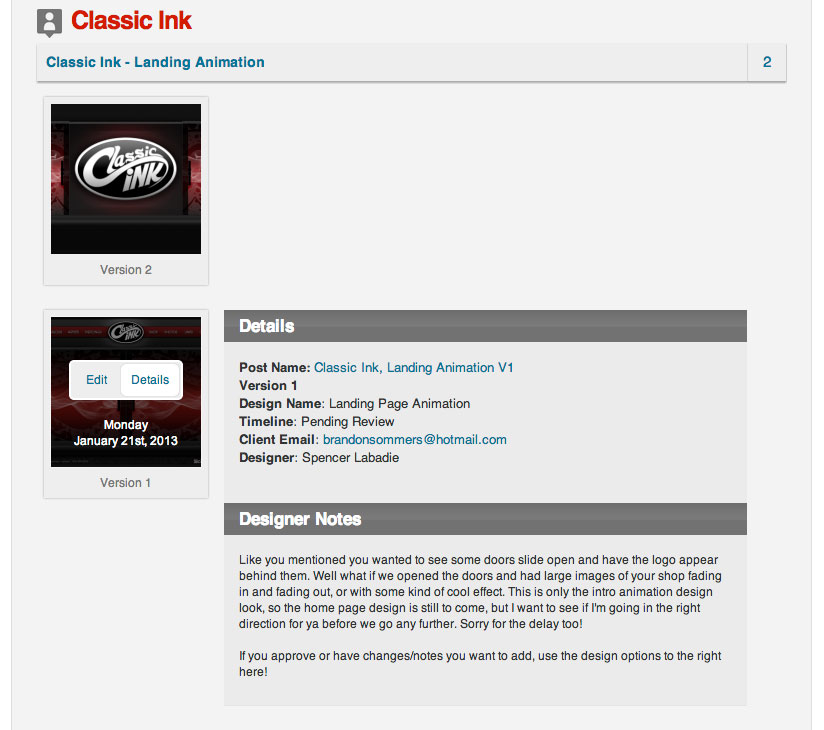 Classic Ink
Classic Ink - Landing Animation 2
Classic
INK
Version 2
Classic
INK
Edit Details
Monday
January 21st, 2013
Version 1
Details
Post Name: Classic Ink, Landing Animation V1
Version 1
Design Name: Landing Page Animation
Timeline: Pending Review
Client Email: brandonsommers@hotmail.com
Designer: Spencer Labadie
Designer Notes
Like you mentioned you wanted to see some doors slide open and have the logo appear
behind them. Well what if we opened the doors and had large images of your shop fading
in and fading out, or with some kind of cool effect. This is only the intro animation design
look, so the home page design is still to come, but I want to see if I'm going in the right
direction for ya before we go any further. Sorry for the delay too!
If you approve or have changes/notes you want to add, use the design options to the right
here!